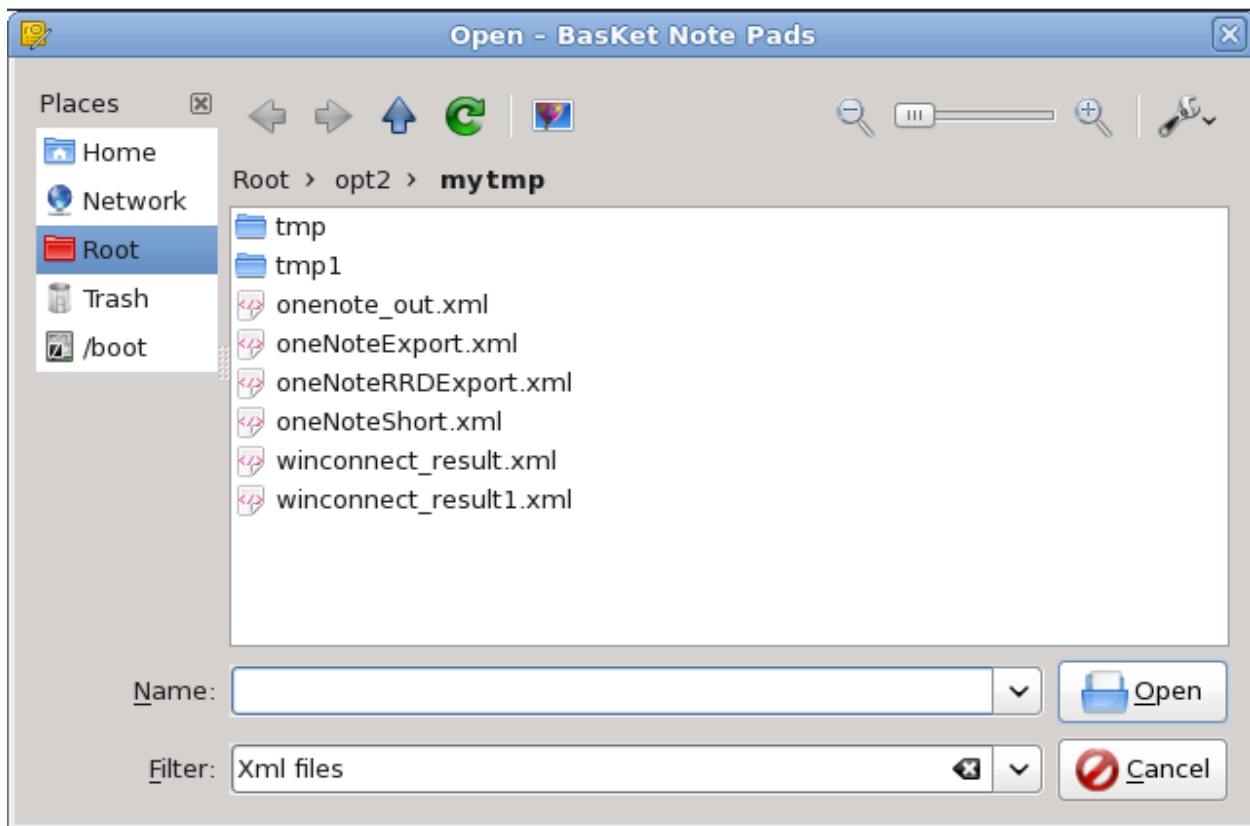 Open – BasKet Note Pads
Places
Home
Network
Root
Trash
/boot
Root > opt2 > mytmp
tmp
tmp1
onenote_out.xml
oneNoteExport.xml
oneNoteRRDExport.xml
oneNoteShort.xml
winconnect_result.xml
winconnect_result1.xml
Name:
Open
Filter: Xml files
Cancel